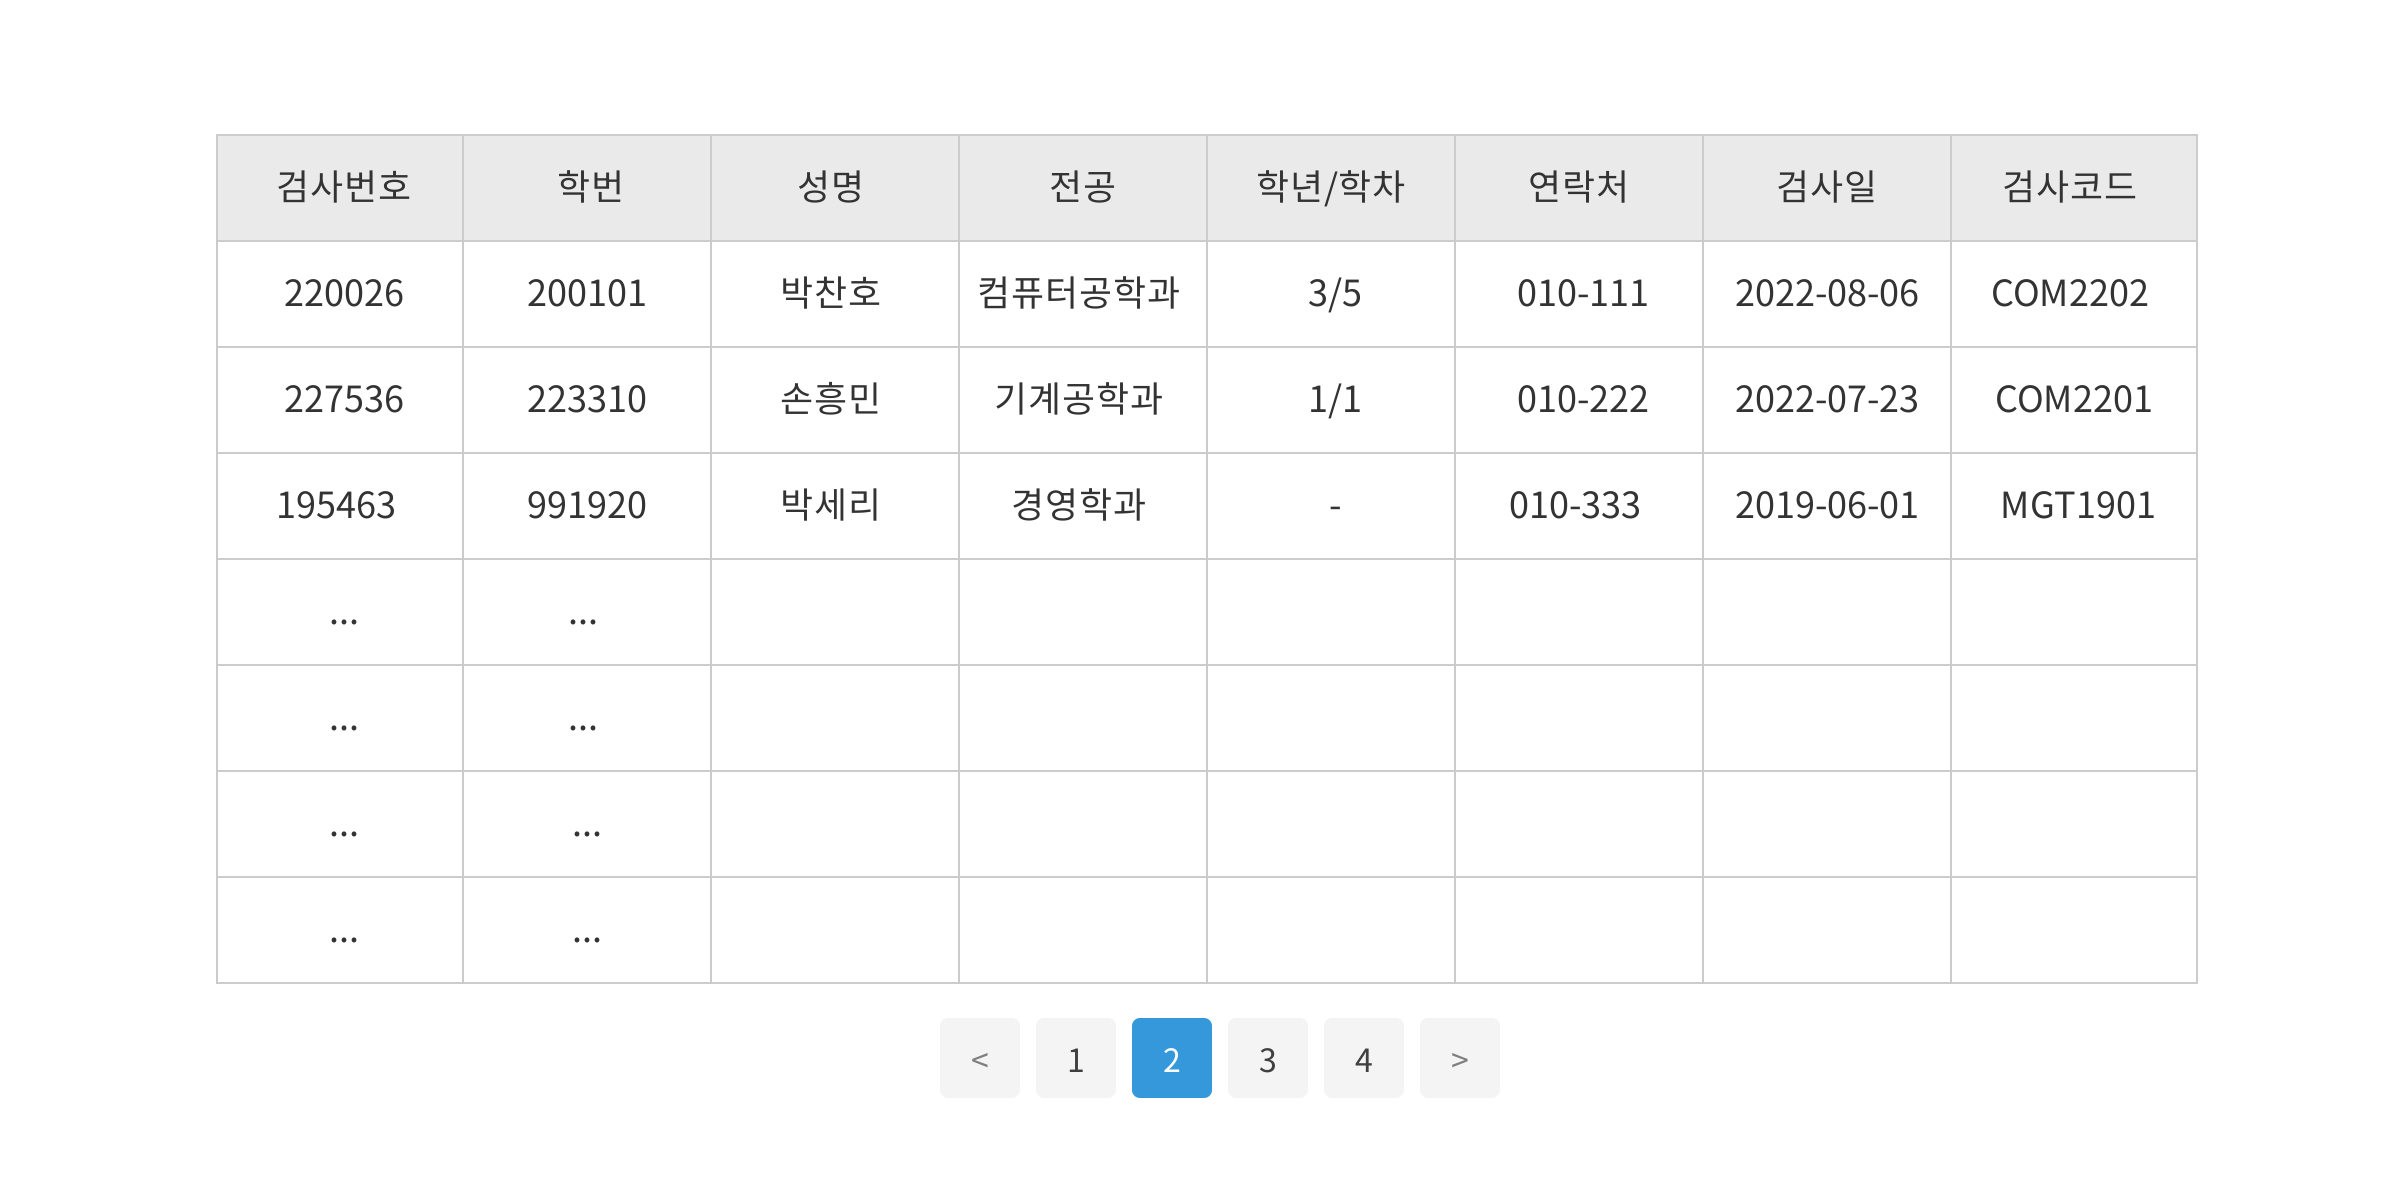 검사번호 학번 성명 전공 학년/학차 연락처 검사일 검사코드
220026 200101 박찬호 컴퓨터공학과 3/5 010-111 2022-08-06 COM2202
227536 223310 손흥민 기계공학과 1/1 010-222 2022-07-23 COM2201
195463 991920 박세리 경영학과 - 010-333 2019-06-01 MGT1901
... ...
... ...
... ...
... ...
< 1 2 3 4 >